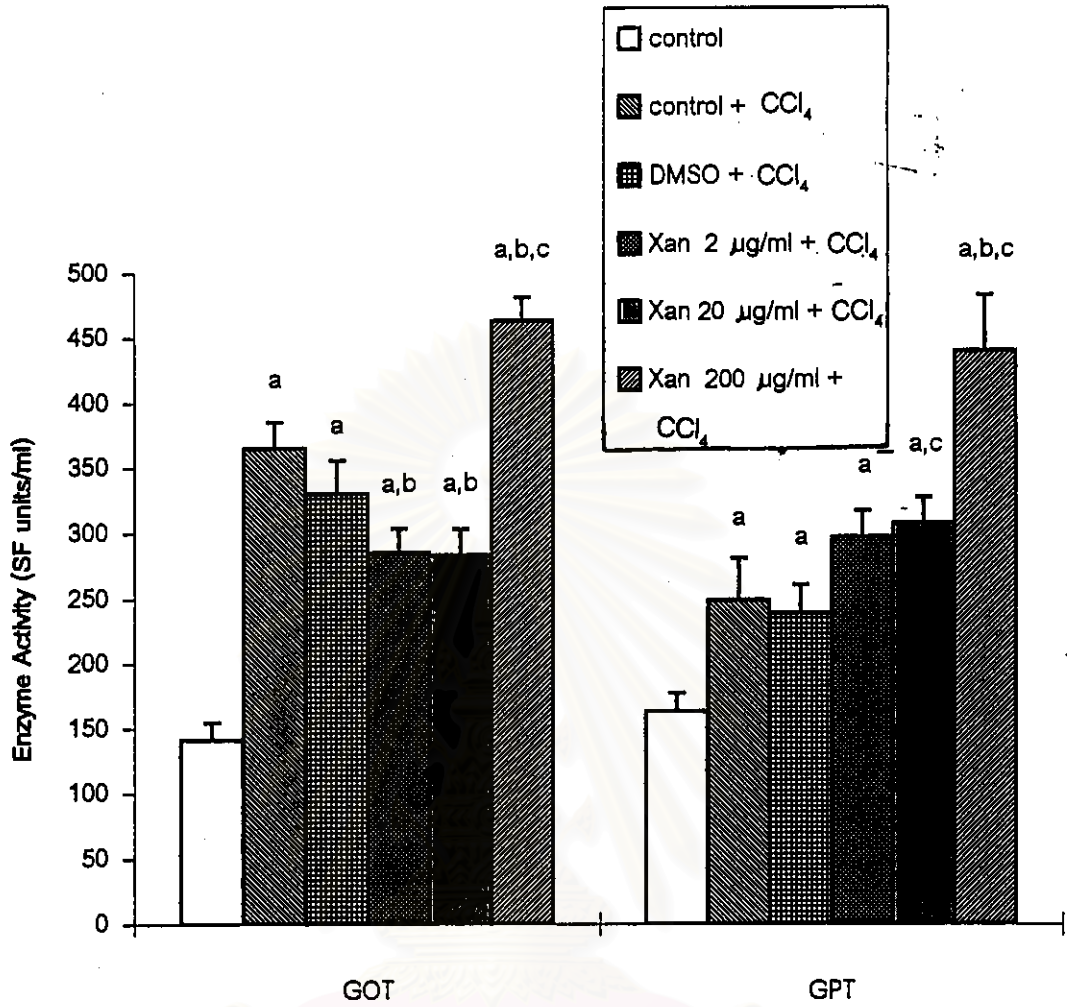 control
control + CCl₄
DMSO + CCl₄
Xan 2 µg/ml + CCl₄
Xan 20 µg/ml + CCl₄
Xan 200 µg/ml +
CCl₄
Enzyme Activity (SF units/ml)
500
450
400
350
300
250
200
150
100
50
0
a
a
a,b
a,b
a,b,c
a
a
a
a,c
a,b,c
GOT
GPT